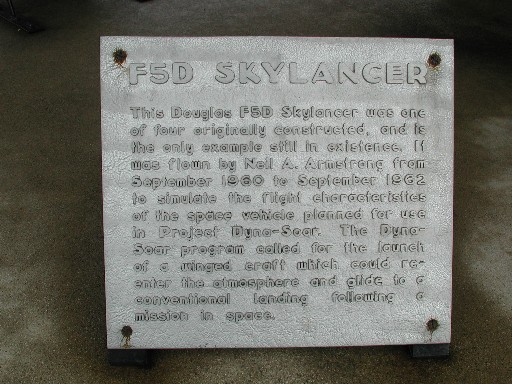 F5D SKYLANCER
This Douglas F5D Skylancer was one
of four originally constructed, and is
the only example still in existence. It
was flown by Neil A. Armstrong from
September 1960 to September 1962
to simulate the flight characteristics
of the space vehicle planned for use
in Project Dyna-Soar. The Dyna-
Soar program called for the launch
of a winged craft which could re-
enter the atmosphere and glide to a
conventional landing following a
mission in space.